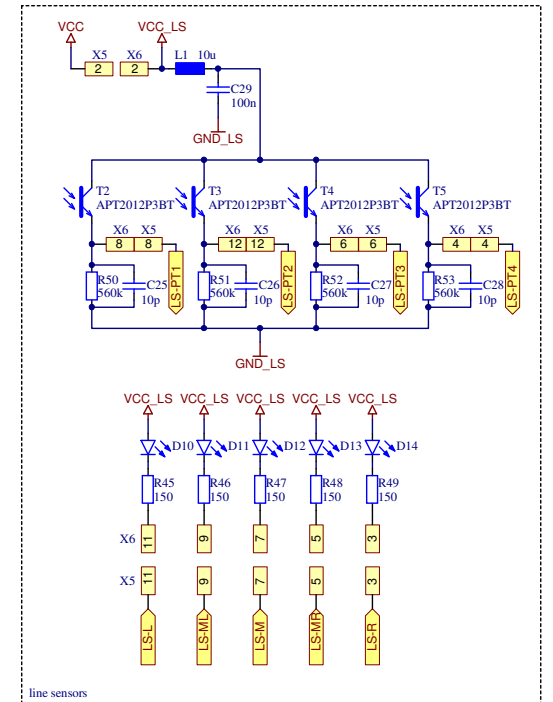 VCC VCC_LS
X5 X6 L1 10u
2 2
C29
100n
GND_LS
T2 T3 T4 T5
APT2012P3BT APT2012P3BT APT2012P3BT APT2012P3BT
X6 X5 X6 X5 X6 X5 X6 X5
8 8 12 12 6 6 4 4
LS-PT1 LS-PT2 LS-PT3 LS-PT4
R50 C25 R51 C26 R52 C27 R53 C28
560k 10p 560k 10p 560k 10p 560k 10p
GND_LS
VCC_LS VCC_LS VCC_LS VCC_LS VCC_LS
D10 D11 D12 D13 D14
R45 R46 R47 R48 R49
150 150 150 150 150
X6 11 9 7 5 3
X5 11 9 7 5 3
LS-L LS-ML LS-M LS-MR LS-R
line sensors